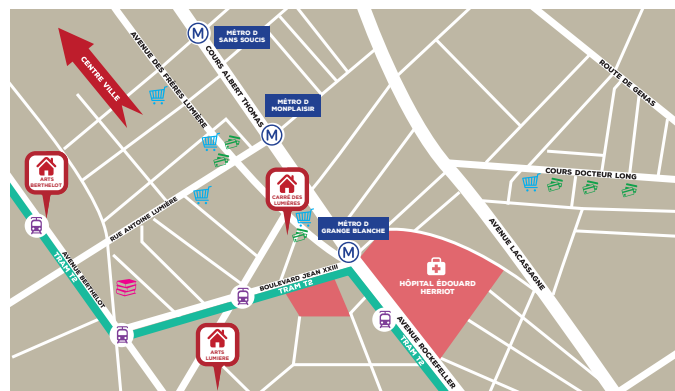 MÉTRO D
SANS SOUCIS
AVENUE DES FRÈRES LUMIÈRE
COURS ALBERT THOMAS
M
CENTRE VILLE
ROUTE DE GENAS
MÉTRO D
MONPLAISIR
M
ARTS
BERTHELOT
CARRÉ DES
LUMIÈRES
COURS DOCTEUR LONG
RUE ANTOINE LUMIÈRE
MÉTRO D
GRANGE BLANCHE
M
AVENUE LACASSAGNE
AVENUE BERTHELOT
TRAM T2
BOULEVARD JEAN XXIII
TRAM T2
HÔPITAL ÉDOUARD
HERRIOT
ARTS
LUMIÈRE
AVENUE ROCKEFELLER
TRAM T2